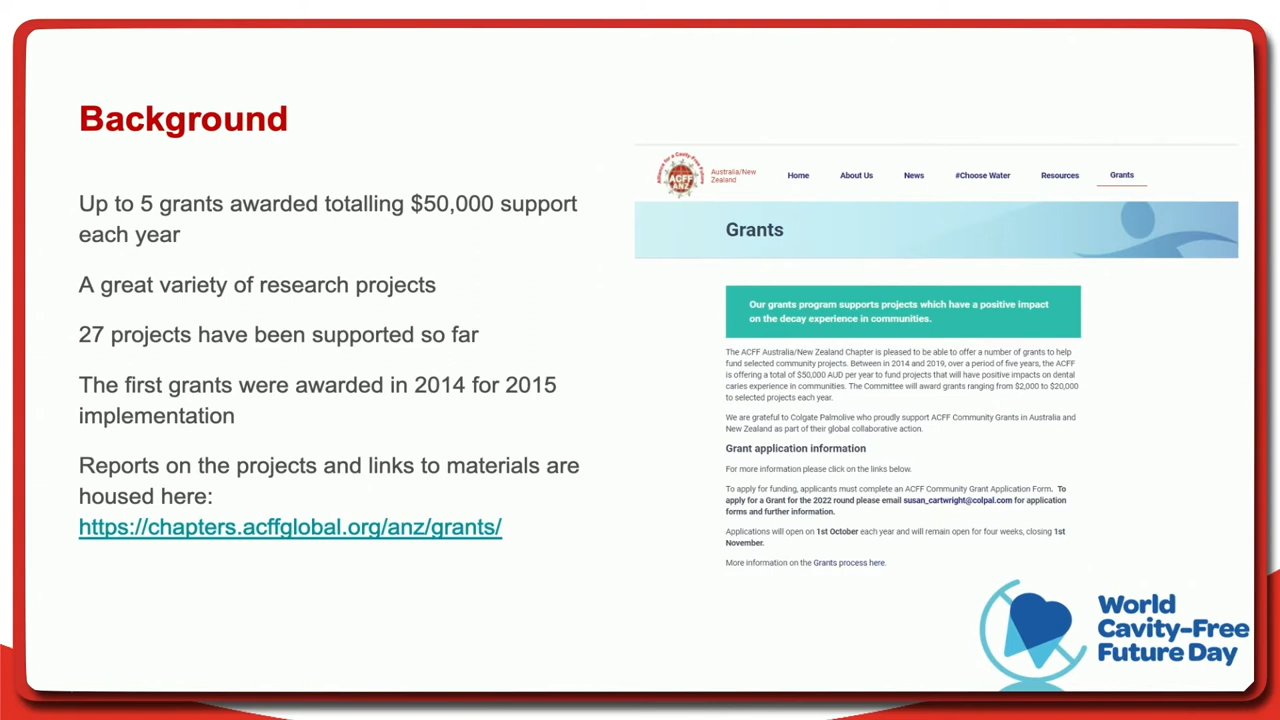 Background
Up to 5 grants awarded totalling $50,000 support
each year
A great variety of research projects
27 projects have been supported so far
The first grants were awarded in 2014 for 2015
implementation
Reports on the projects and links to materials are
housed here:
https://chapters.acffglobal.org/anz/grants/
Alliance for a Cavity-Free Future
ACFF
ANZ
Australia/New
Zealand
Home About Us News #Choose Water Resources Grants
Grants
Our grants program supports projects which have a positive impact
on the decay experience in communities.
The ACFF Australia/New Zealand Chapter is pleased to be able to offer a number of grants to help
fund selected community projects. Between in 2014 and 2019, over a period of five years, the ACFF
is offering a total of $50,000 AUD per year to fund projects that will have positive impacts on dental
caries experience in communities. The Committee will award grants ranging from $2,000 to $20,000
to selected projects each year.
We are grateful to Colgate Palmolive who proudly support ACFF Community Grants in Australia and
New Zealand as part of their global collaborative action.
Grant application information
For more information please click on the links below.
To apply for funding, applicants must complete an ACFF Community Grant Application Form. To
apply for a Grant for the 2022 round please email susan_cartwright@colpal.com for application
forms and further information.
Applications will open on 1st October each year and will remain open for four weeks, closing 1st
November.
More information on the Grants process here.
World
Cavity-Free
Future Day